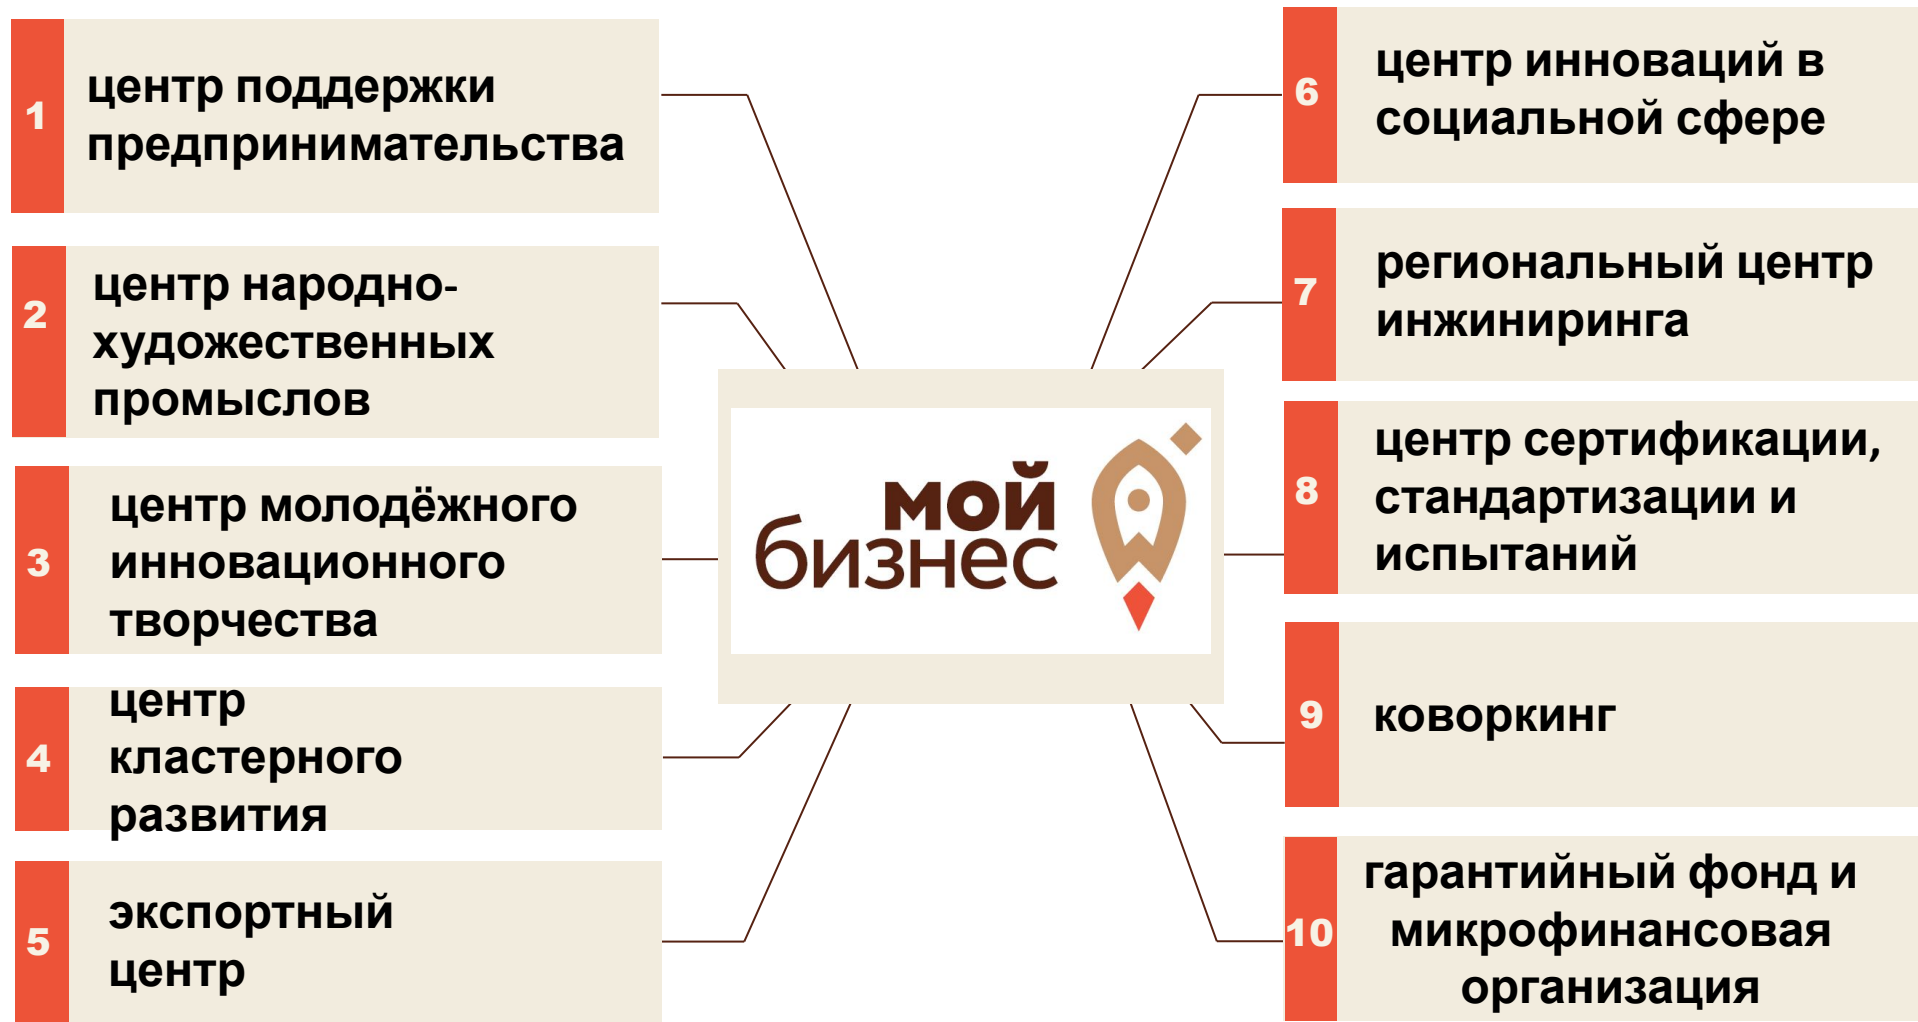 1
центр поддержки
предпринимательства
2
центр народно-
художественных
промыслов
3
центр молодёжного
инновационного
творчества
4
центр
кластерного
развития
5
экспортный
центр
мой
бизнес
6
центр инноваций в
социальной сфере
7
региональный центр
инжиниринга
8
центр сертификации,
стандартизации и
испытаний
9
коворкинг
10
гарантийный фонд и
микрофинансовая
организация